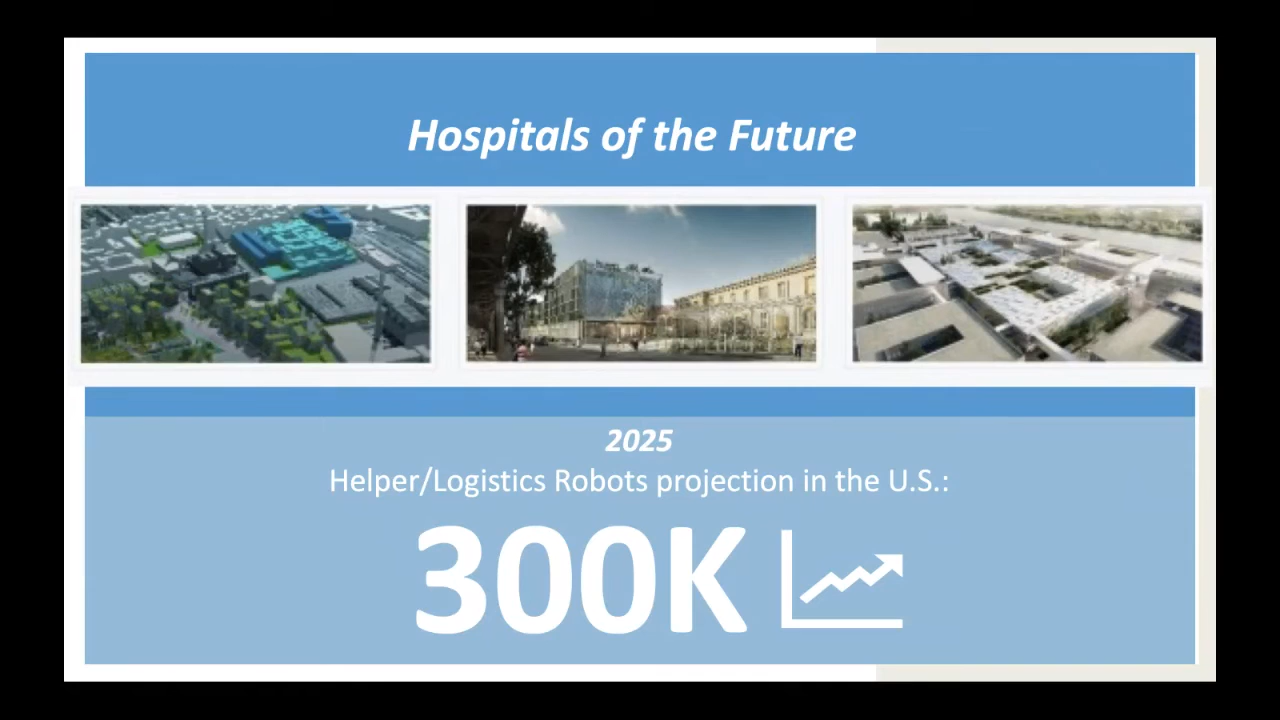 Hospitals of the Future
2025
Helper/Logistics Robots projection in the U.S.:
300K